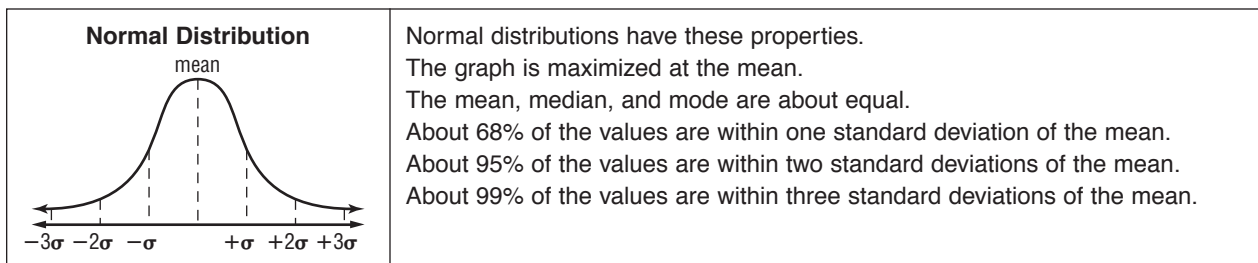 Normal Distribution
mean
−3σ −2σ −σ +σ +2σ +3σ
Normal distributions have these properties.
The graph is maximized at the mean.
The mean, median, and mode are about equal.
About 68% of the values are within one standard deviation of the mean.
About 95% of the values are within two standard deviations of the mean.
About 99% of the values are within three standard deviations of the mean.